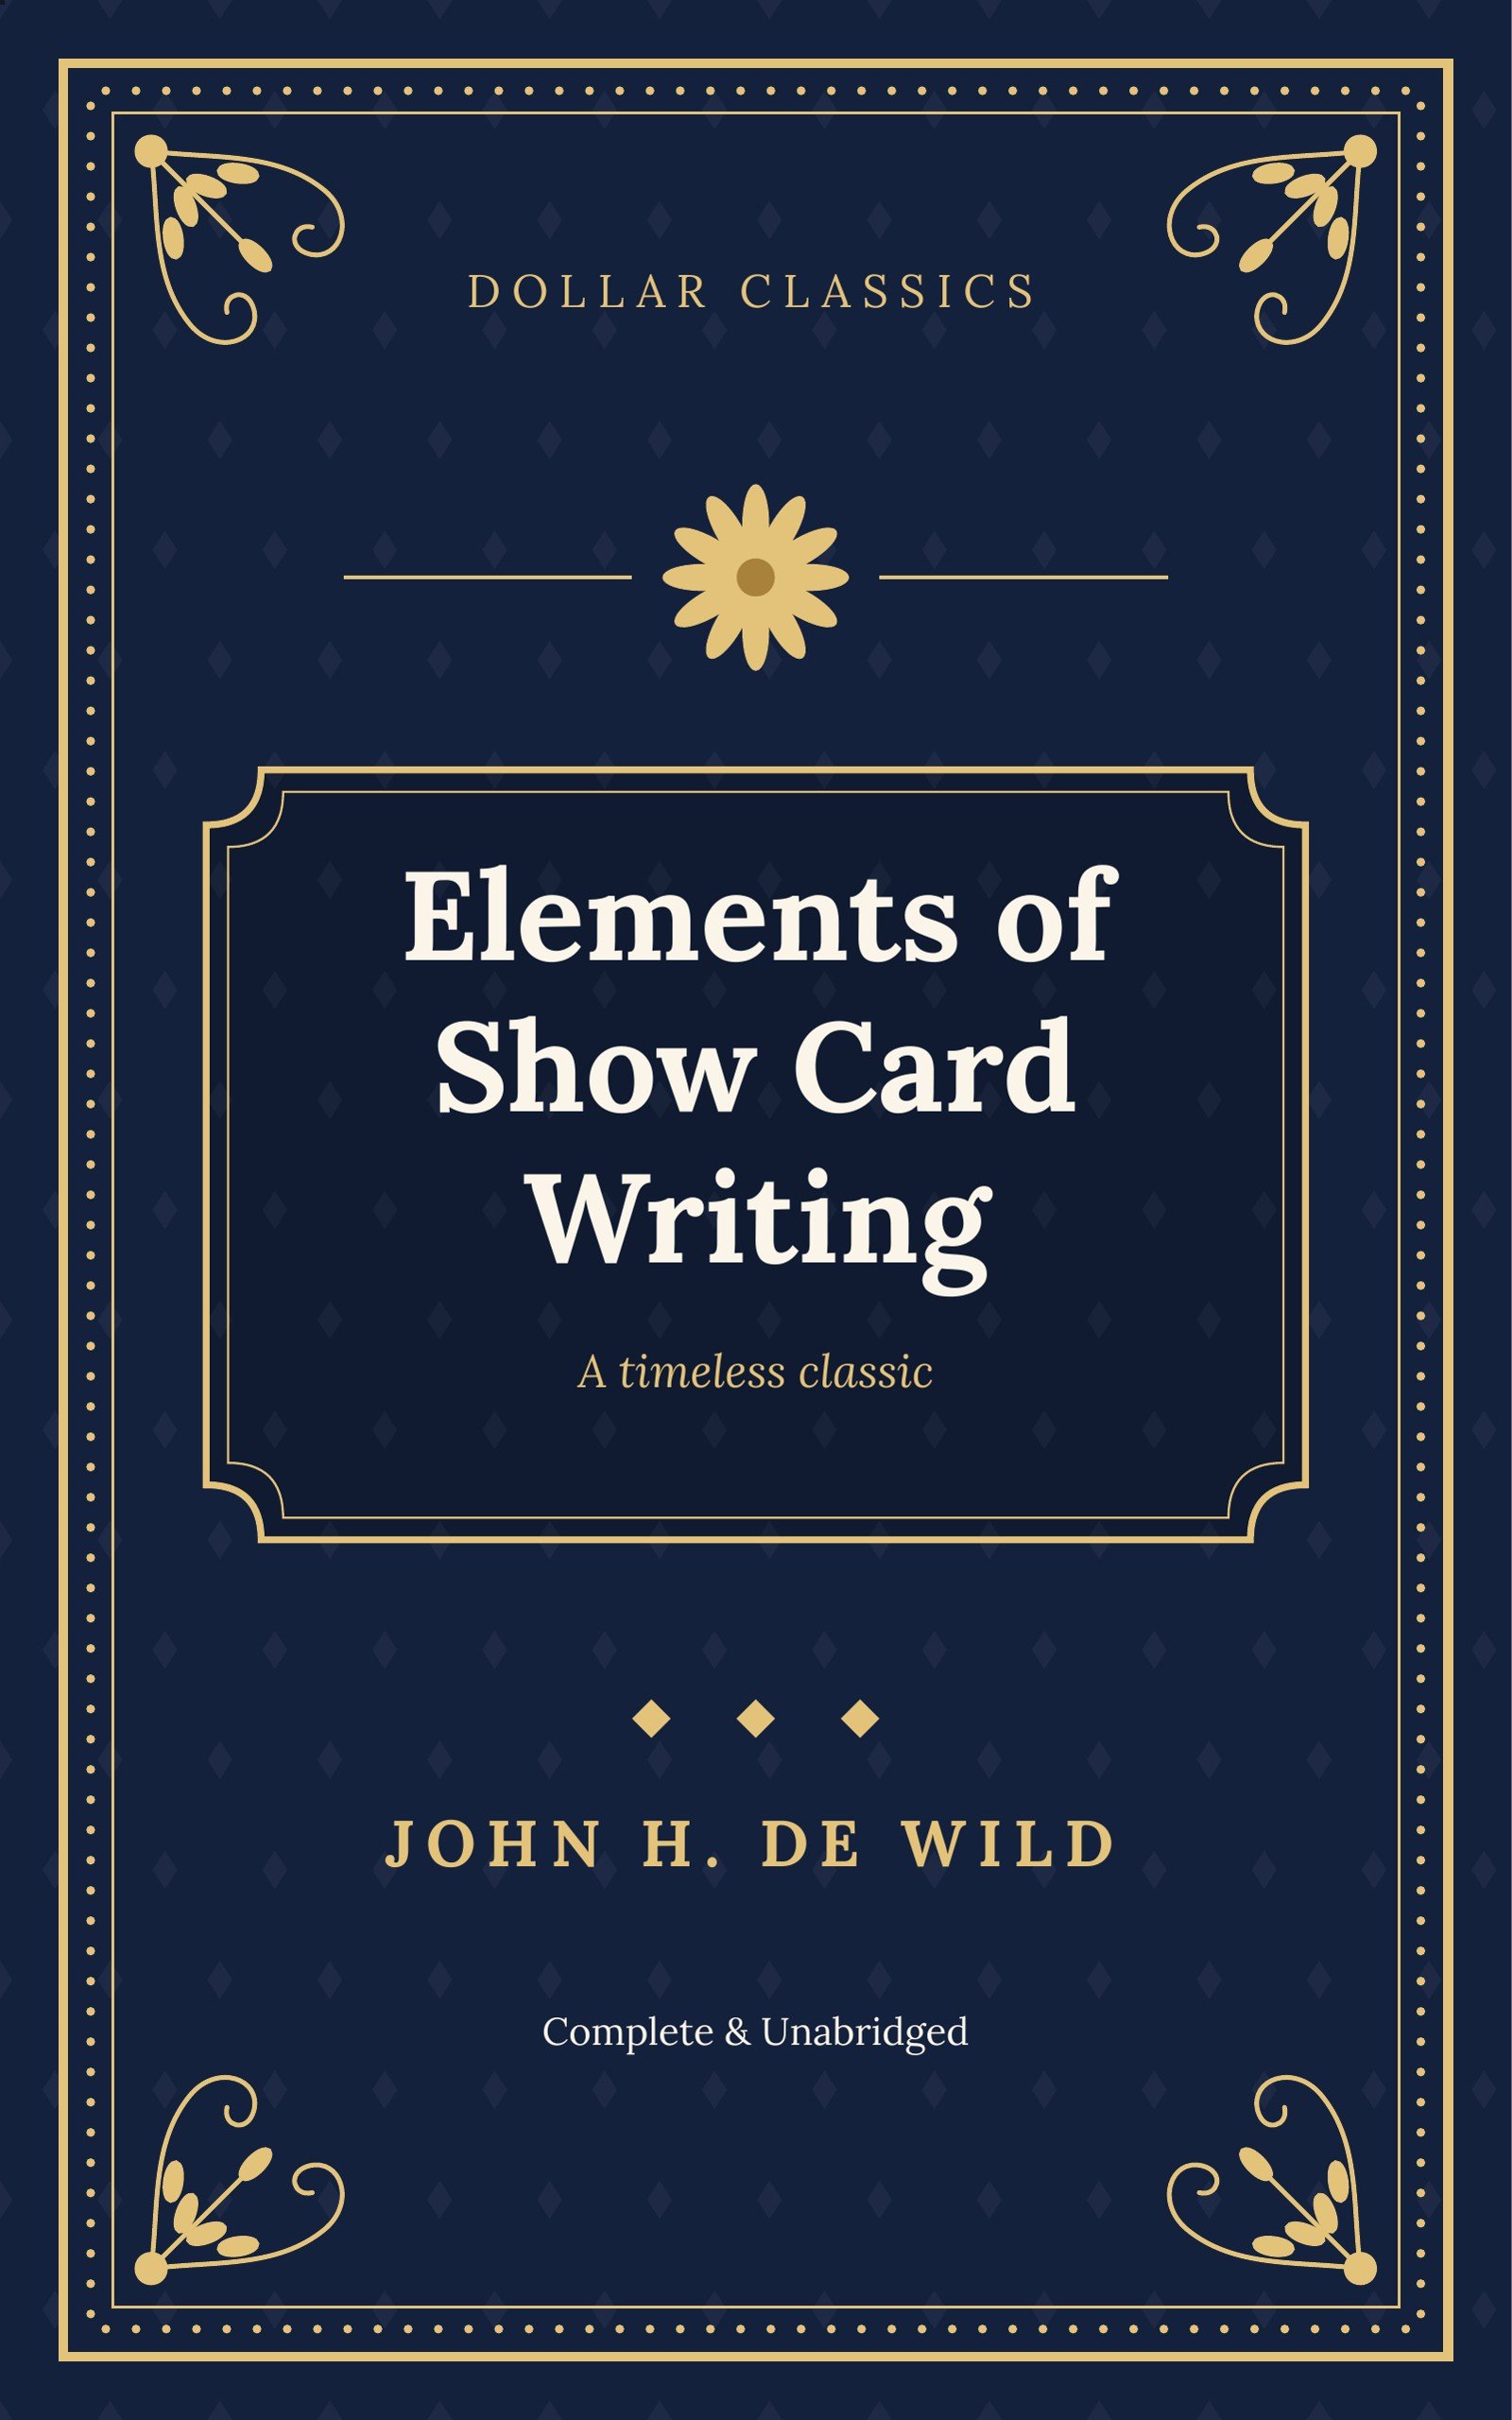 DOLLAR CLASSICS
Elements of
Show Card
Writing
A timeless classic
JOHN H. DE WILD
Complete & Unabridged